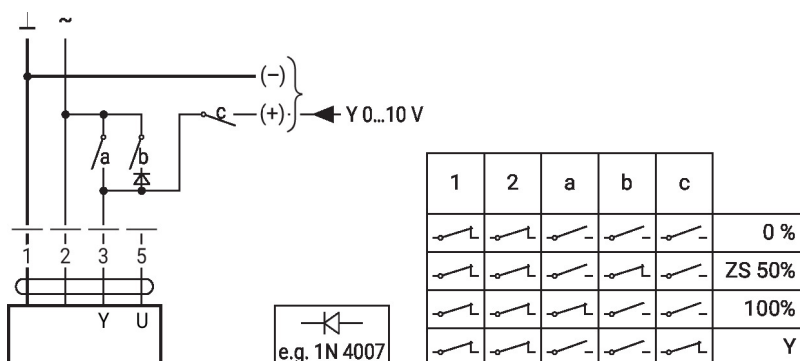 ⊥ ~
(–)
c (+) Y 0...10 V
a b
1 2 3 5
Y U
e.g. 1N 4007
1 2 a b c
0 %
ZS 50%
100%
Y